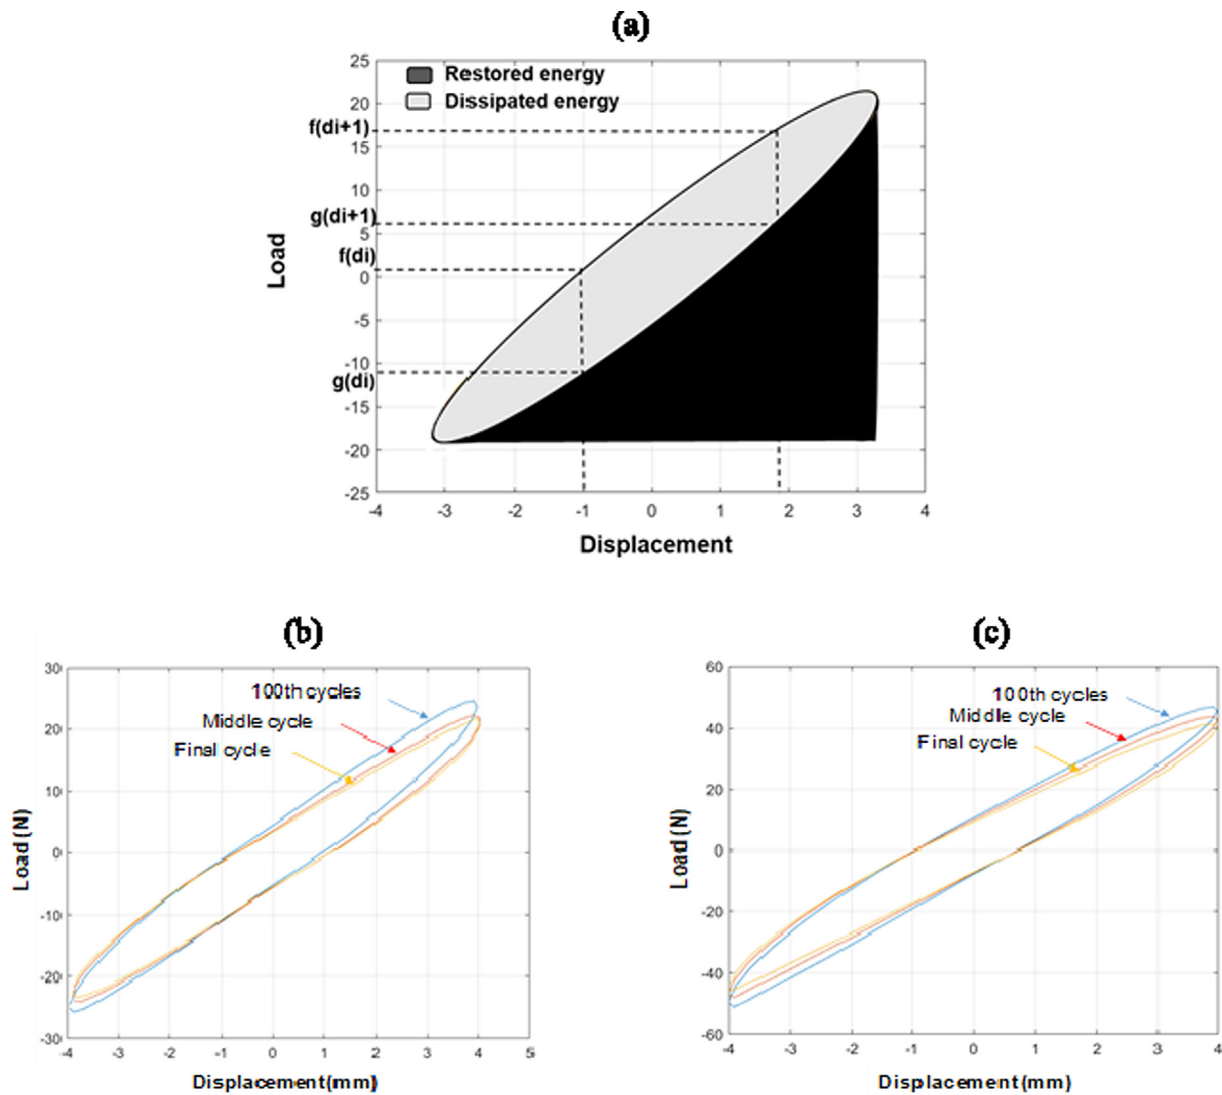 (a)
25
Restored energy
Dissipated energy
20
f(di+1)
15
10
g(di+1)
5
f(di)
0
Load
-5
-10
g(di)
-15
-20
-25
-4 -3 -2 -1 0 1 2 3 4
Displacement
(b)
30
100th cycles
Middle cycle
Final cycle
20
10
0
Load (N)
-10
-20
-30
-4 -3 -2 -1 0 1 2 3 4 5
Displacement(mm)
(c)
60
100th cycles
Middle cycle
Final cycle
40
20
0
Load (N)
-20
-40
-60
-4 -3 -2 -1 0 1 2 3 4
Displacement(mm)